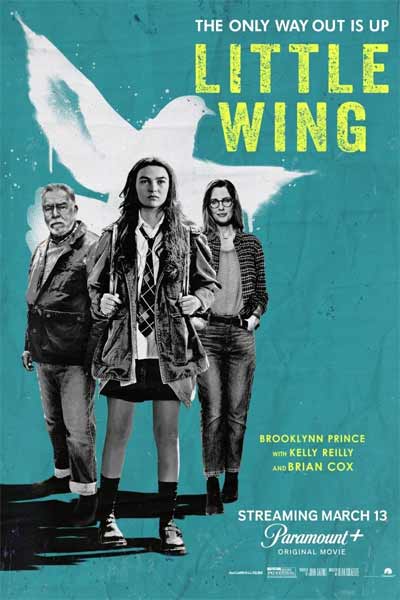 THE ONLY WAY OUT IS UP
LITTLE
WING
BROOKLYNN PRINCE
WITH KELLY REILLY
AND BRIAN COX
STREAMING MARCH 13
Paramount+
ORIGINAL MOVIE